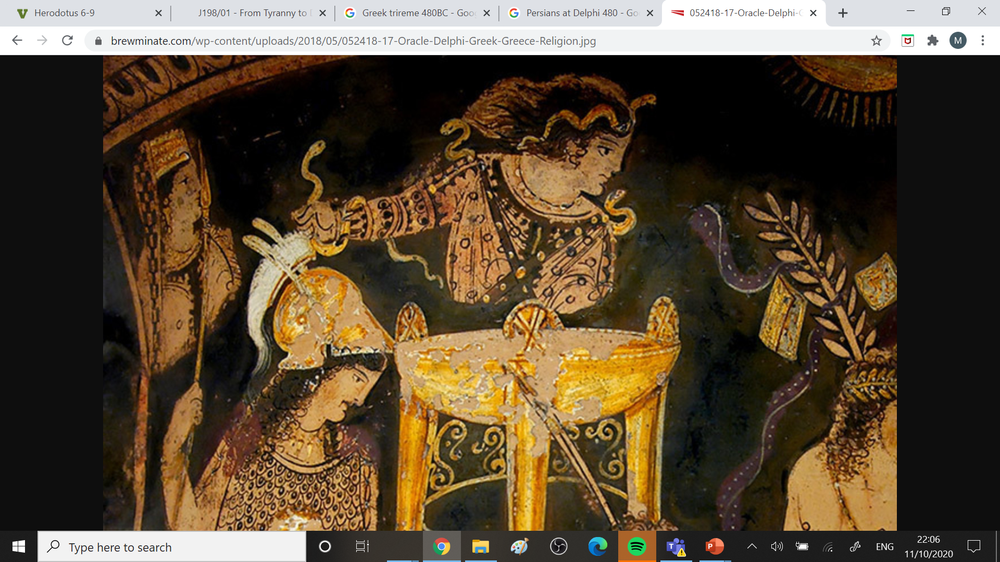 Herodotus 6-9
J198/01 - From Tyranny to
Greek trireme 480BC - Goo
Persians at Delphi 480 - Go
052418-17-Oracle-Delphi-G
brewminate.com/wp-content/uploads/2018/05/052418-17-Oracle-Delphi-Greek-Greece-Religion.jpg
M
Type here to search
P
ENG
22:06
11/10/2020